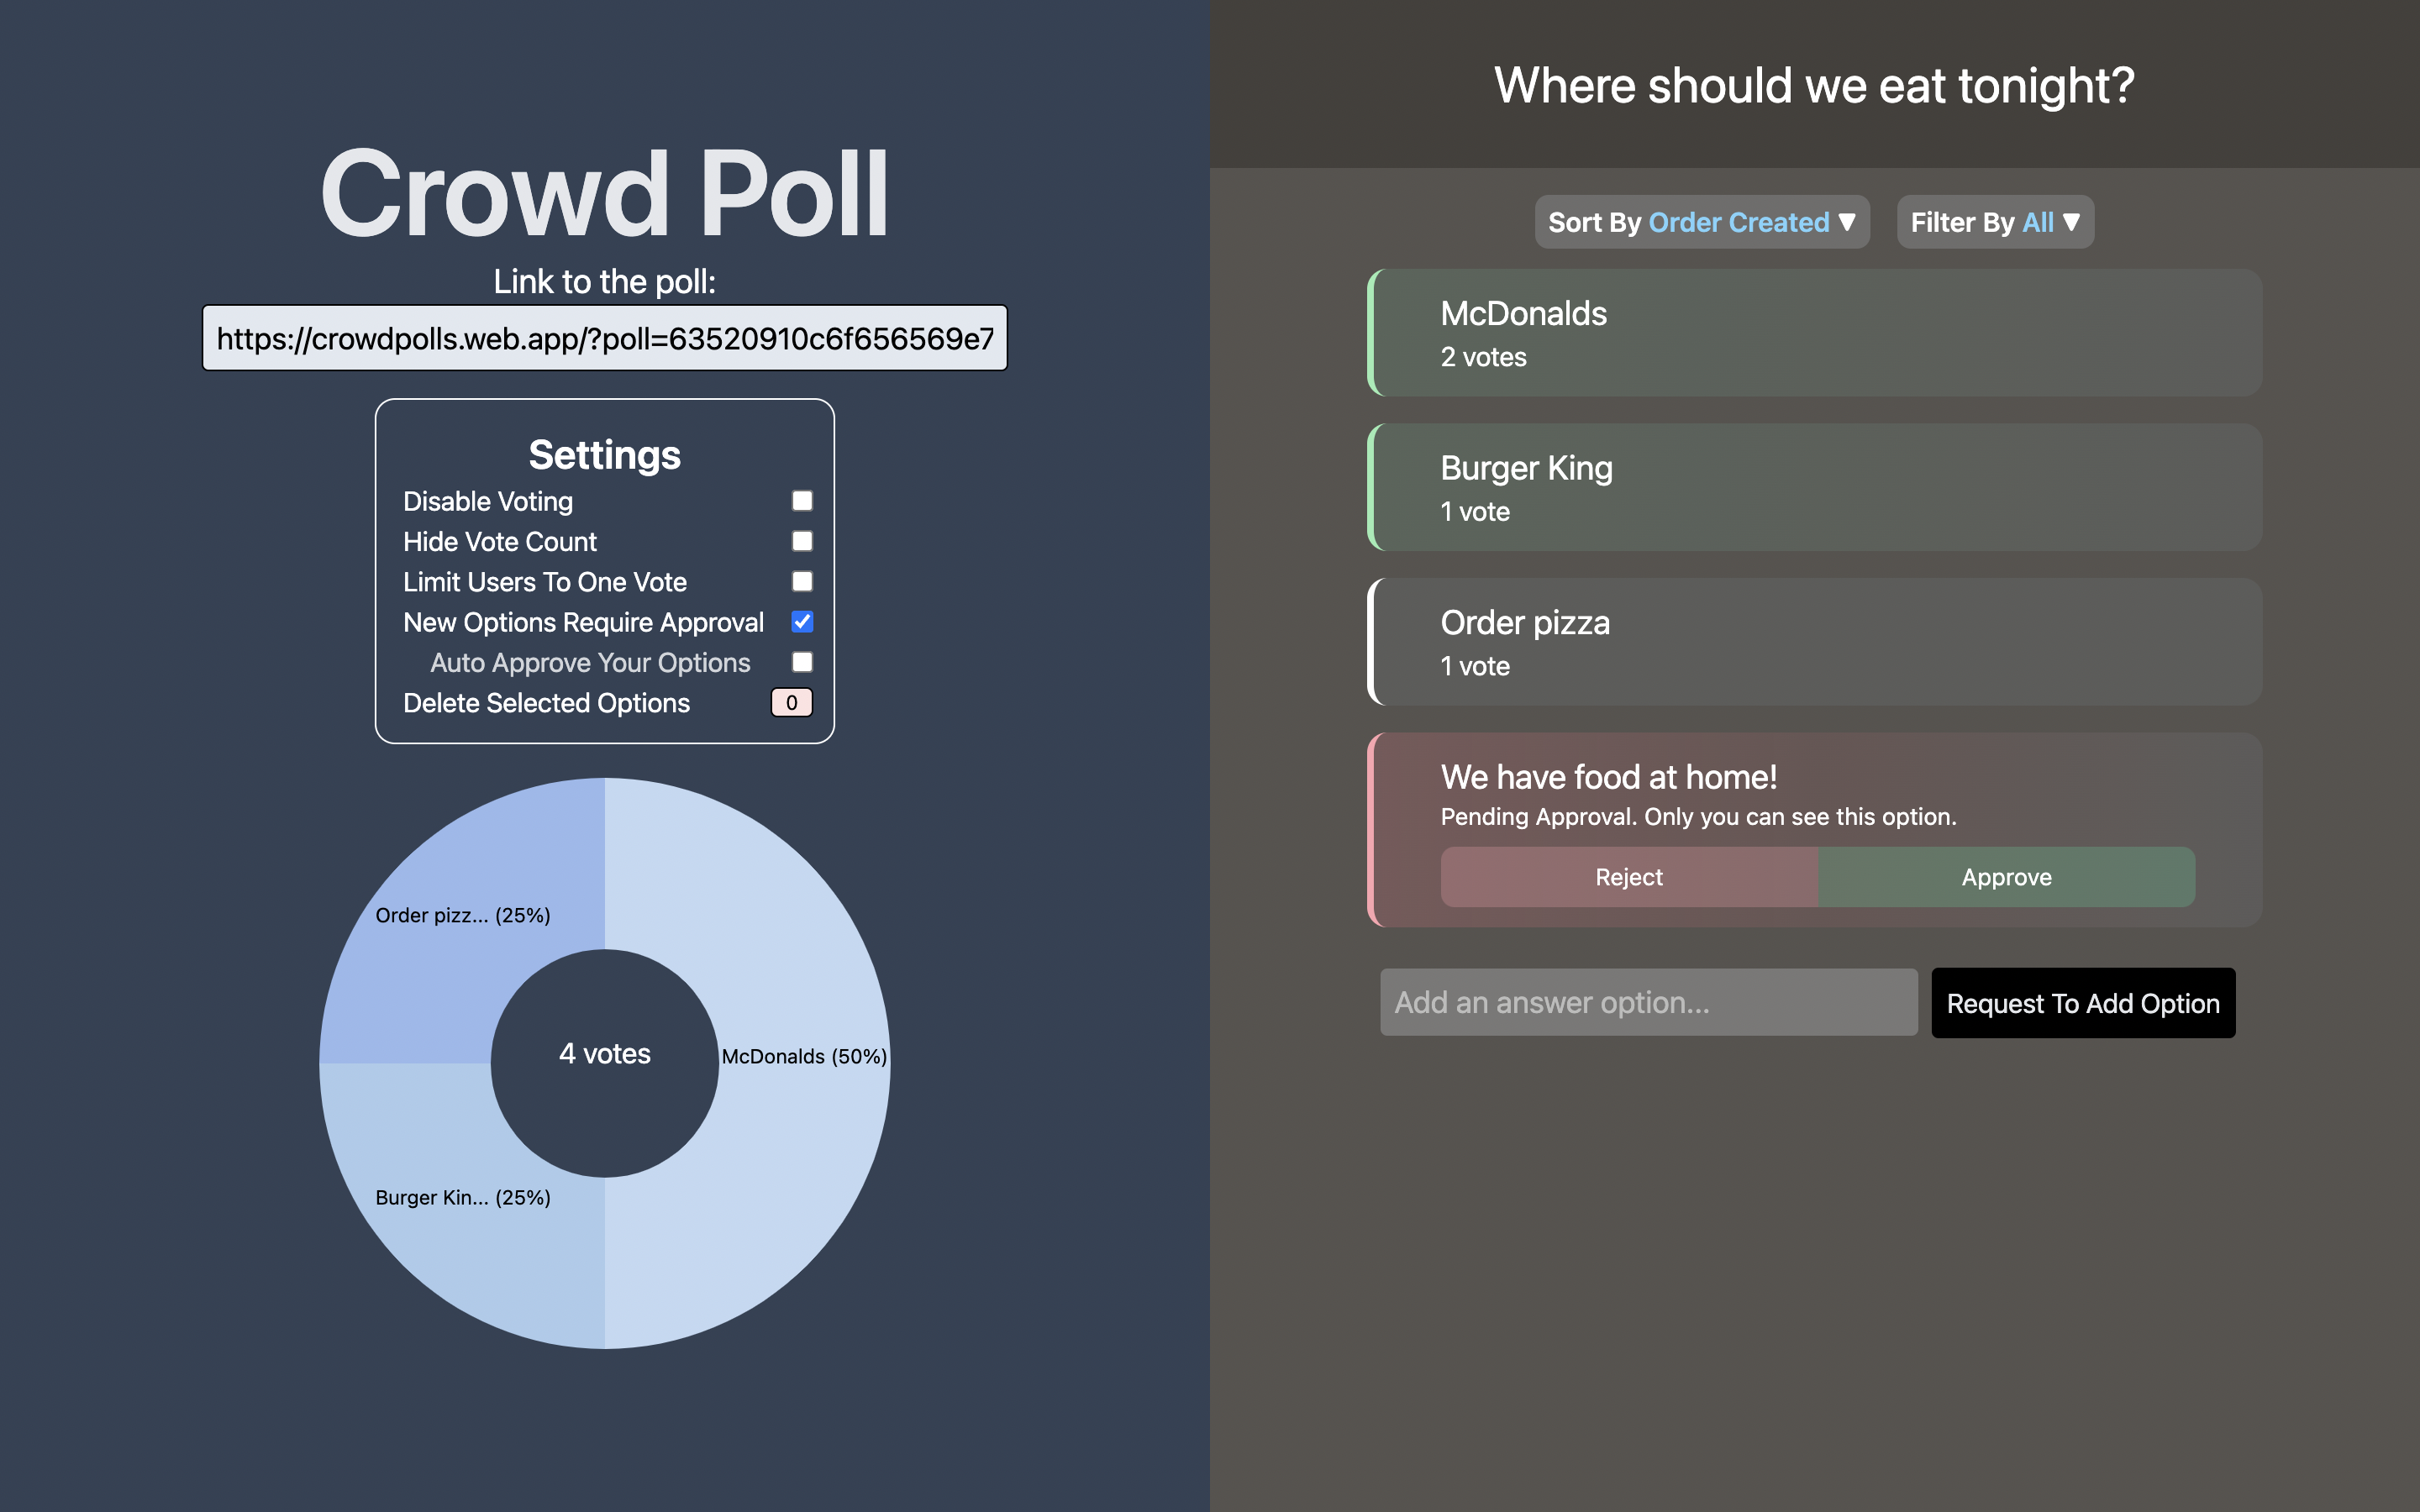 Crowd Poll
Link to the poll:
https://crowdpolls.web.app/?poll=63520910c6f656569e7
Settings
Disable Voting
Hide Vote Count
Limit Users To One Vote
New Options Require Approval
Auto Approve Your Options
Delete Selected Options 0
Order pizz... (25%)
4 votes
McDonalds (50%)
Burger Kin... (25%)
Where should we eat tonight?
Sort By Order Created ▼ Filter By All ▼
McDonalds
2 votes
Burger King
1 vote
Order pizza
1 vote
We have food at home!
Pending Approval. Only you can see this option.
Reject Approve
Add an answer option... Request To Add Option